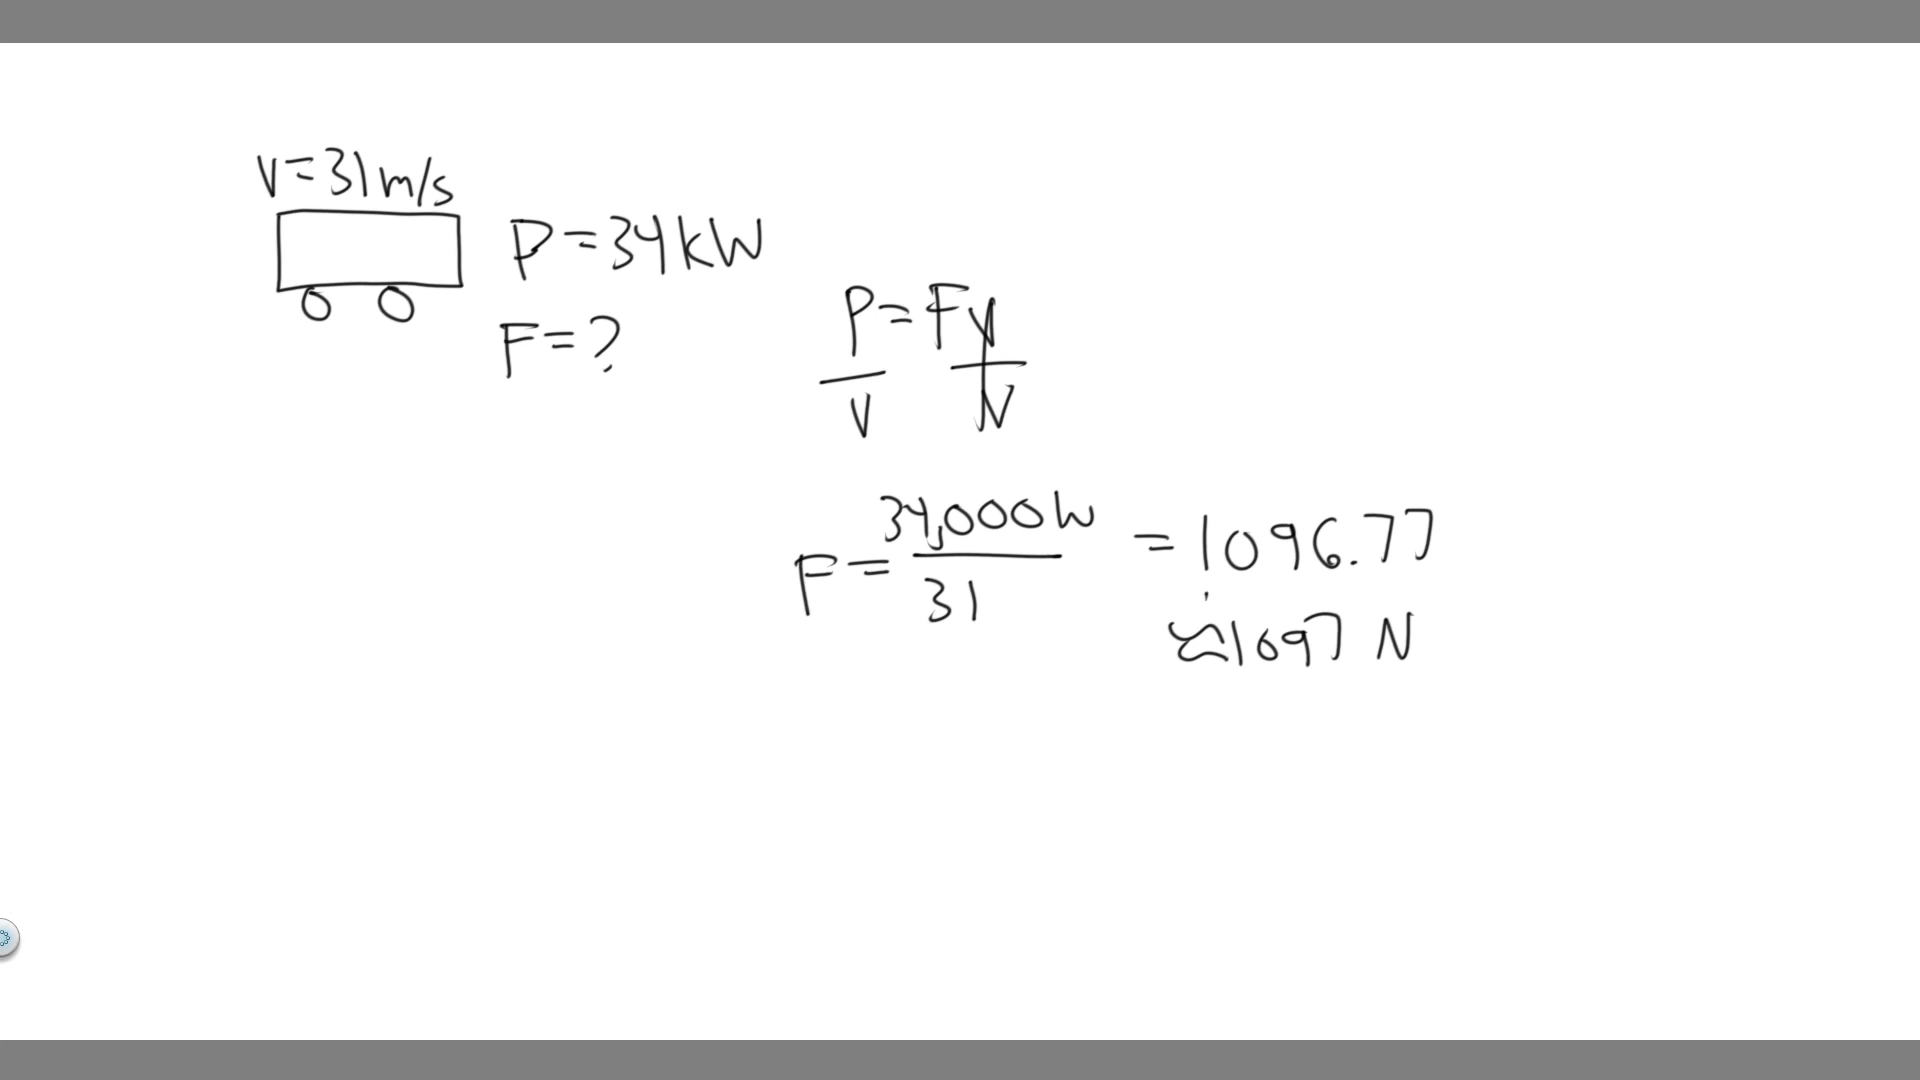 V=31m/s
P=34kW
F=?
P=Fv
V V
F=34,000W/31 =1096.77
≈1097 N